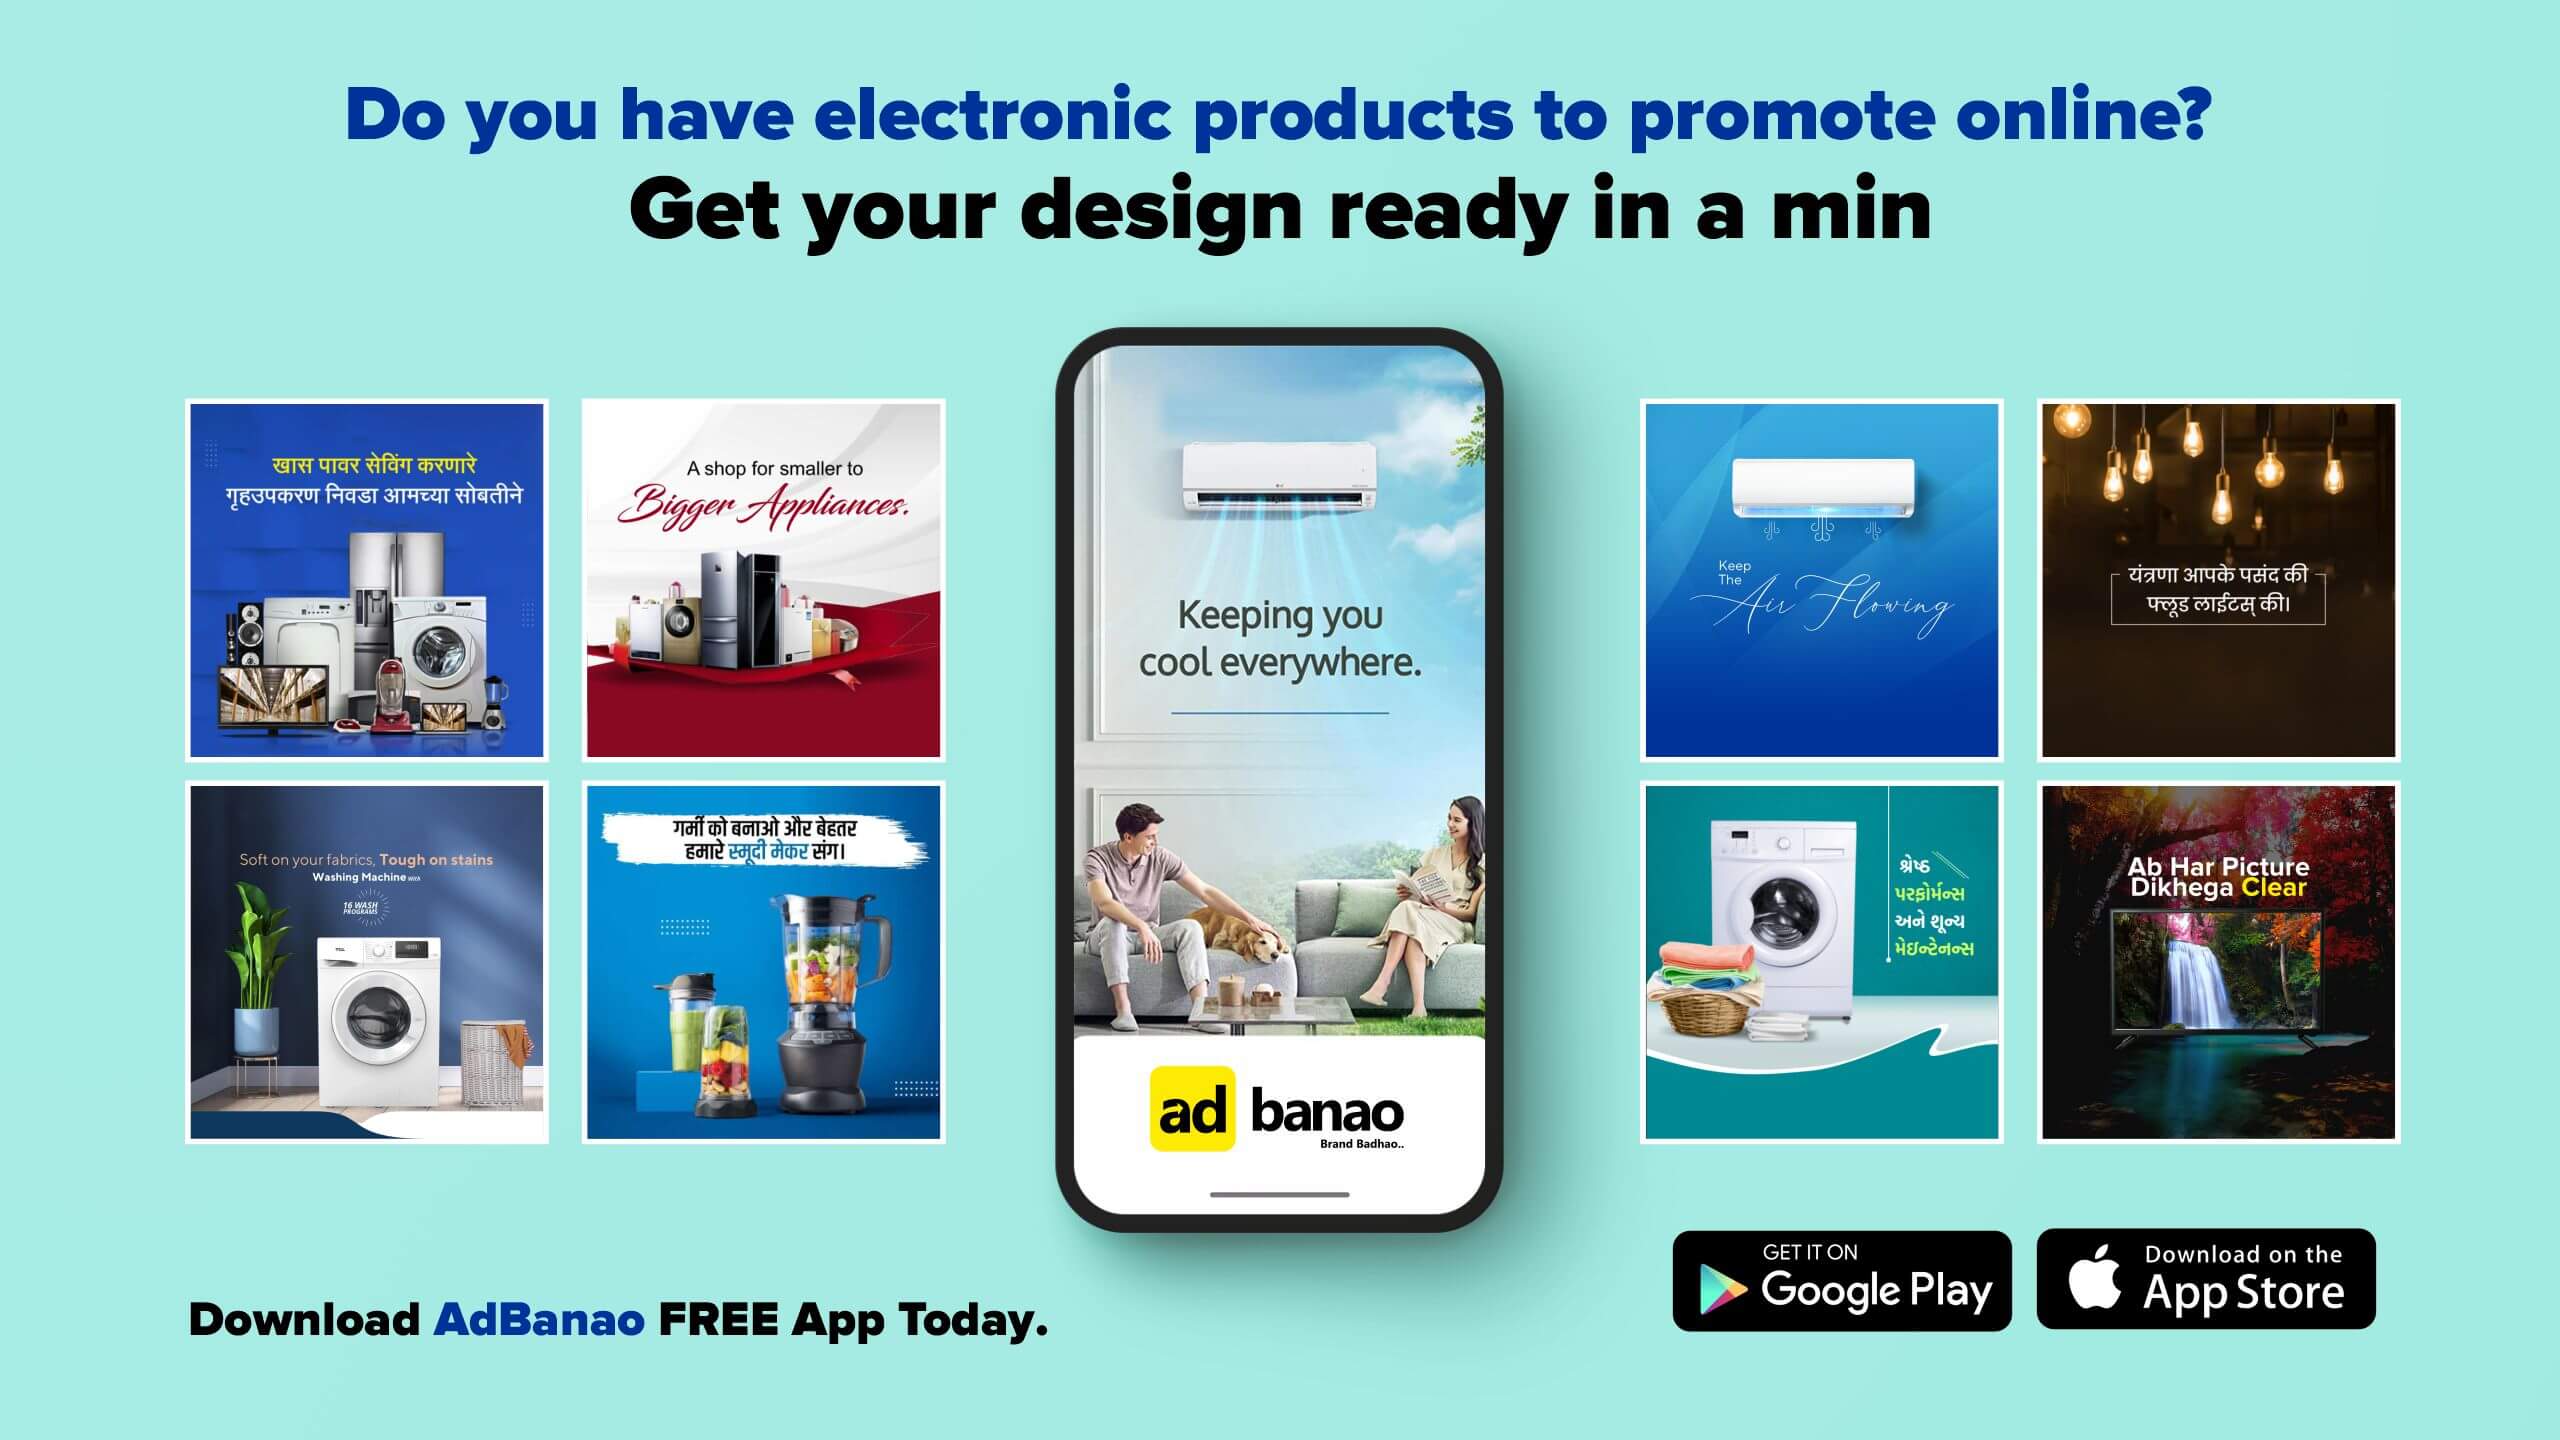 Do you have electronic products to promote online?
Get your design ready in a min
खास पावर सेविंग करणारे
गृहउपकरण निवडा आमच्या सोबतीने
A shop for smaller to
Bigger Appliances.
Soft on your fabrics, Tough on stains
Washing Machine with
16 WASH
PROGRAMS
TCL
गर्मी को बनाओ और बेहतर
हमारे स्मूदी मेकर संग।
LG
Keeping you
cool everywhere.
ad banao
Brand Badhao..
Keep
The
Air Flowing
यंत्रणा आपके पसंद की
फ्लूड लाईटस् की।
શ્રેષ્ઠ
પરફોર્મન્સ
અને શૂન્ય
મેઇન્ટેનન્સ
Ab Har Picture
Dikhega Clear
Download AdBanao FREE App Today.
GET IT ON
Google Play
Download on the
App Store